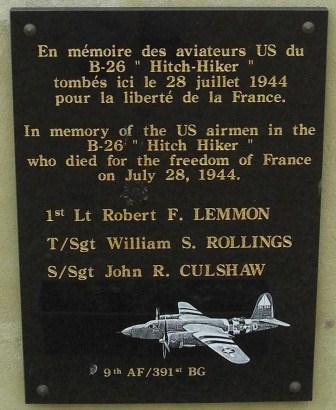 En mémoire des aviateurs US du
B-26 " Hitch-Hiker "
tombés ici le 28 juillet 1944
pour la liberté de la France.
In memory of the US airmen in the
B-26 " Hitch Hiker "
who died for the freedom of France
on July 28, 1944.
1st Lt Robert F. LEMMON
T/Sgt William S. ROLLINGS
S/Sgt John R. CULSHAW
9th AF/391st BG